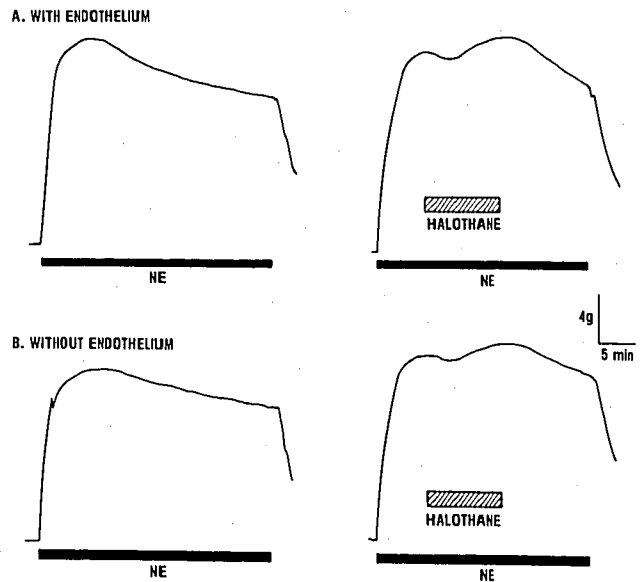 A. WITH ENDOTHELIUM
HALOTHANE
NE
NE
4g
5 min
B. WITHOUT ENDOTHELIUM
HALOTHANE
NE
NE